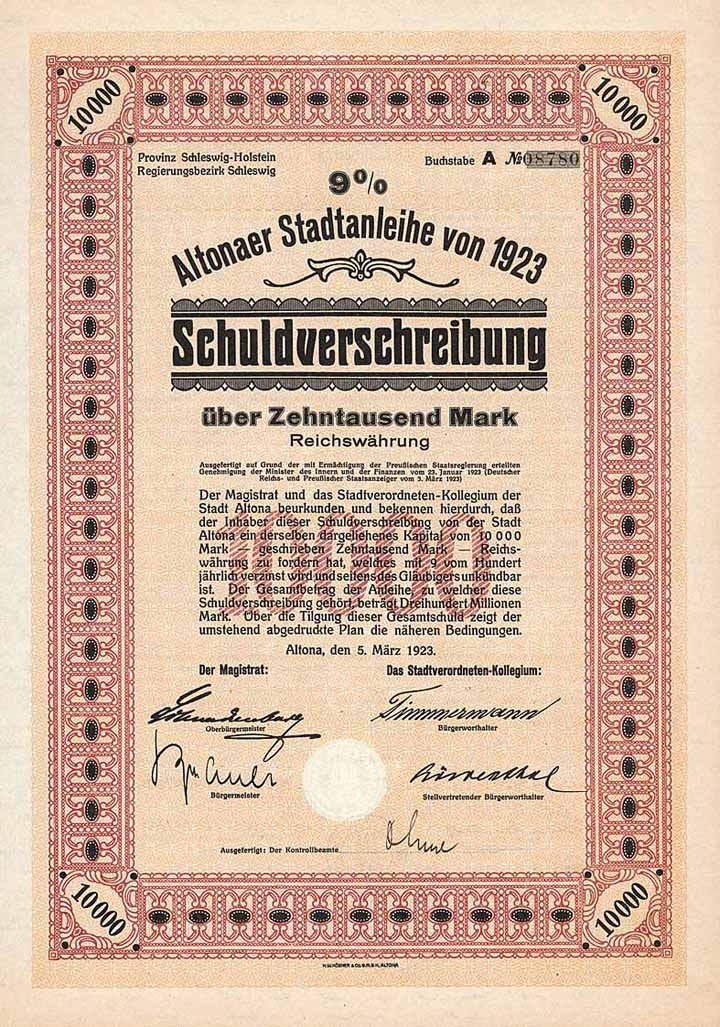 10000
10000
Provinz Schleswig-Holstein
Regierungsbezirk Schleswig
Buchstabe A № 08780
9%
Altonaer Stadtanleihe von 1923
Schuldverschreibung
über Zehntausend Mark
Reichswährung
Ausgefertigt auf Grund der mit Ermächtigung der Preußischen Staatsregierung erteilten
Genehmigung der Minister des Innern und der Finanzen vom 23. Januar 1923 (Deutscher
Reichs- und Preußischer Staatsanzeiger vom 3. März 1923)
10000
Der Magistrat und das Stadtverordneten-Kollegium der
Stadt Altona beurkunden und bekennen hierdurch, daß
der Inhaber dieser Schuldverschreibung von der Stadt
Altona ein derselben dargeliehenes Kapital von 10000
Mark — geschrieben Zehntausend Mark — Reichs-
währung zu fordern hat, welches mit 9 vom Hundert
jährlich verzinst wird und seitens des Gläubigers unkündbar
ist. Der Gesamtbetrag der Anleihe, zu welcher diese
Schuldverschreibung gehört, beträgt Dreihundert Millionen
Mark. Über die Tilgung dieser Gesamtschuld zeigt der
umstehend abgedruckte Plan die näheren Bedingungen.
Altona, den 5. März 1923.
Der Magistrat:
Das Stadtverordneten-Kollegium:
Timmermann
Oberbürgermeister
Bürgerworthalter
Bürgermeister
Stellvertretender Bürgerworthalter
Ausgefertigt: Der Kontrollbeamte
10000
10000